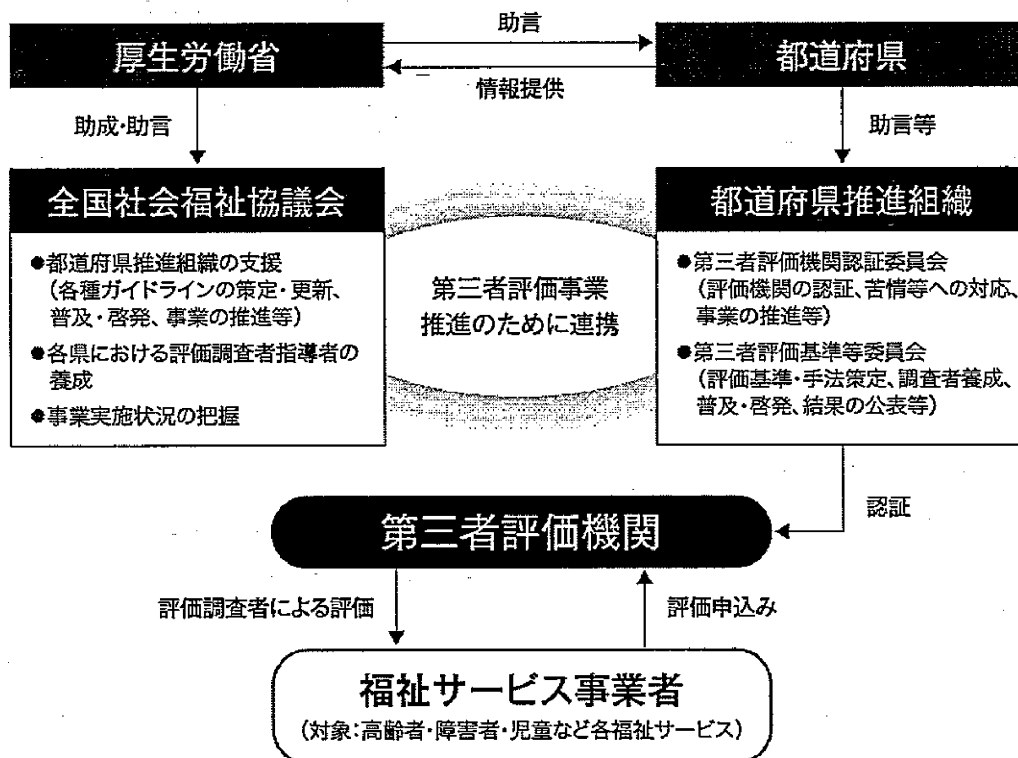 助言
厚生労働省
都道府県
情報提供
助成・助言
助言等
全国社会福祉協議会
●都道府県推進組織の支援
(各種ガイドラインの策定・更新、
普及・啓発、事業の推進等)
●各県における評価調査者指導者の
養成
●事業実施状況の把握
第三者評価事業
推進のために連携
都道府県推進組織
●第三者評価機関認証委員会
(評価機関の認証、苦情等への対応、
事業の推進等)
●第三者評価基準等委員会
(評価基準・手法策定、調査者養成、
普及・啓発、結果の公表等)
認証
第三者評価機関
評価調査者による評価
評価申込み
福祉サービス事業者
(対象:高齢者・障害者・児童など各福祉サービス)